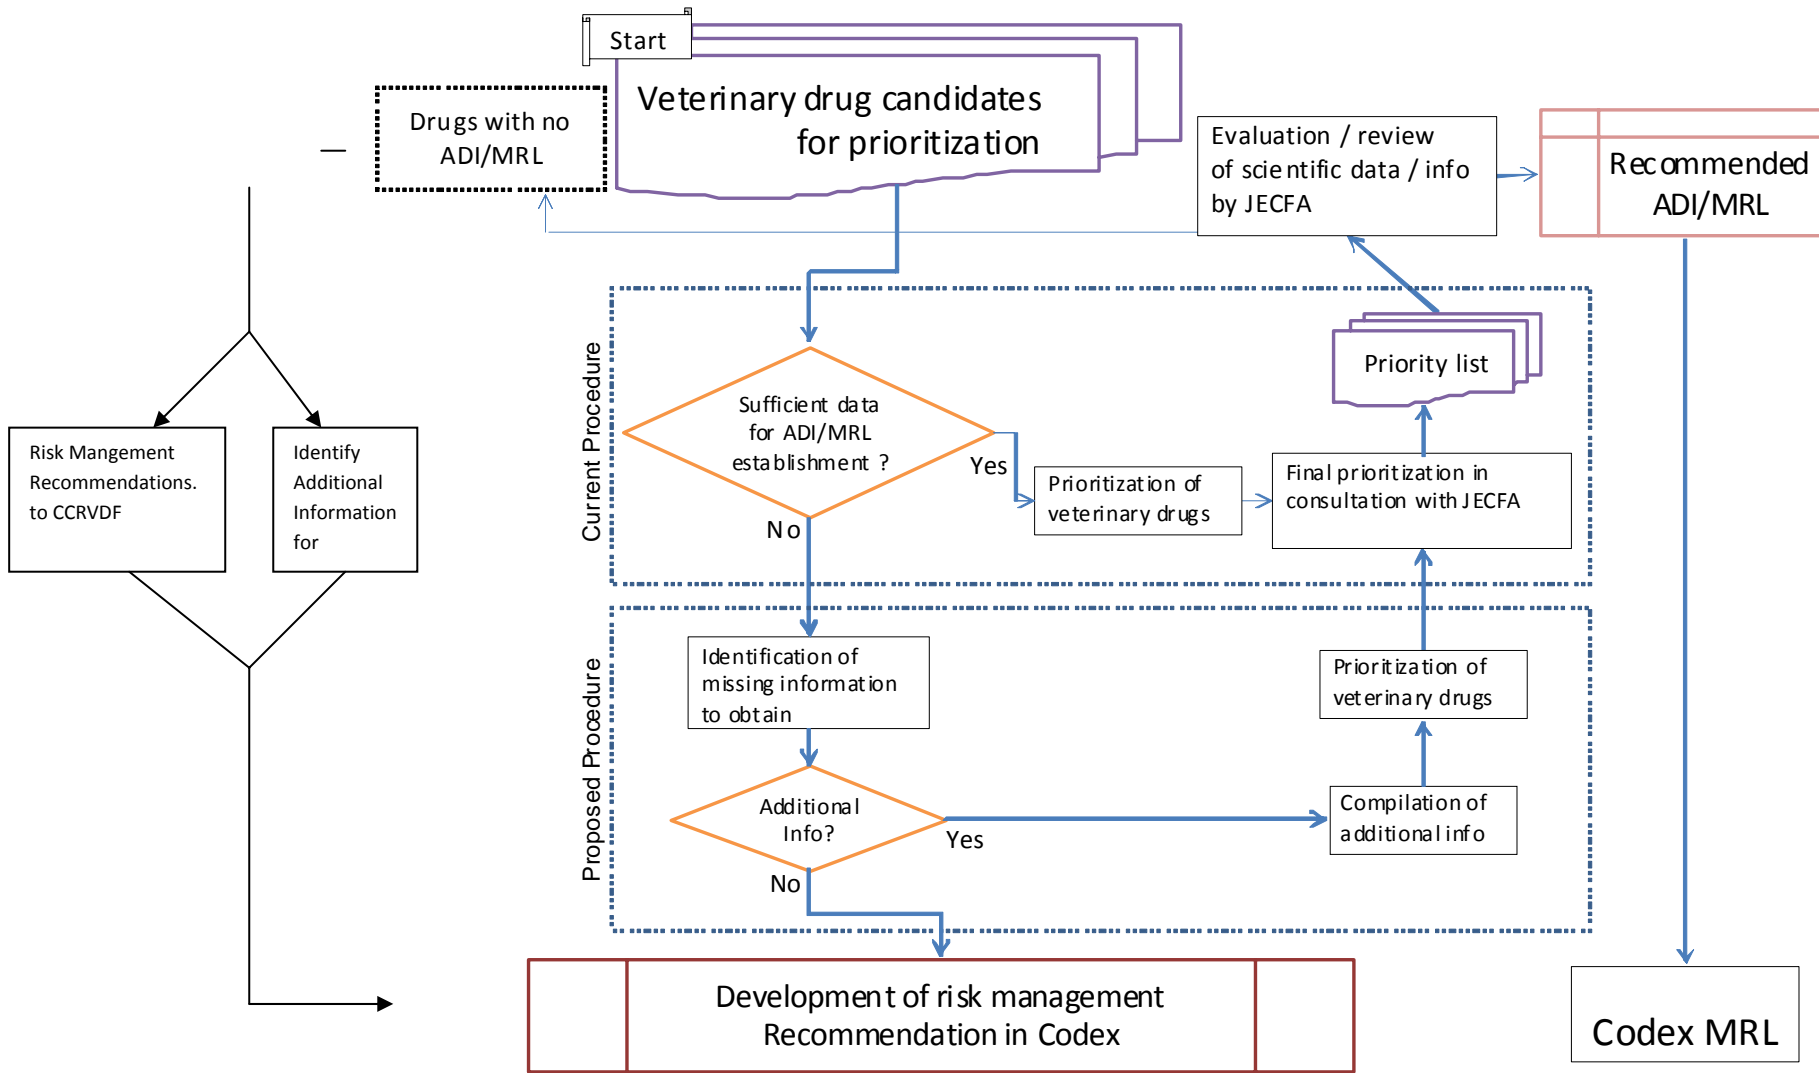 Start
Veterinary drug candidates
for prioritization
Drugs with no
ADI/MRL
Evaluation / review
of scientific data / info
by JECFA
Recommended
ADI/MRL
Current Procedure
Priority list
Sufficient data
for ADI/MRL
establishment ?
Yes
No
Prioritization of
veterinary drugs
Final prioritization in
consultation with JECFA
Risk Mangement
Recommendations.
to CCRVDF
Identify
Additional
Information
for
Proposed Procedure
Identification of
missing information
to obtain
Prioritization of
veterinary drugs
Additional
Info?
Yes
No
Compilation of
additional info
Development of risk management
Recommendation in Codex
Codex MRL